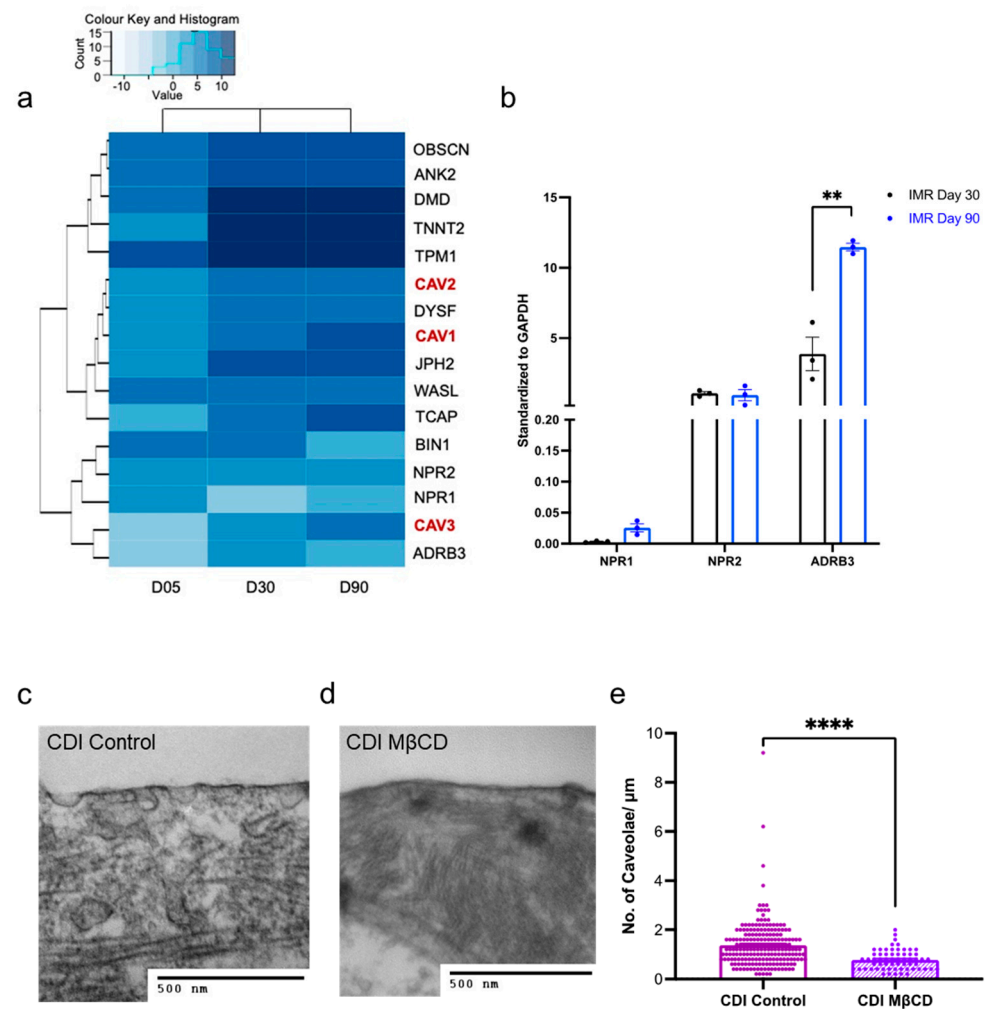 Colour Key and Histogram
Count
15
10
5
0
-10 0 5 10
Value
a
OBSCN
ANK2
DMD
TNNT2
TPM1
CAV2
DYSF
CAV1
JPH2
WASL
TCAP
BIN1
NPR2
NPR1
CAV3
ADRB3
D05 D30 D90
b
Standardized to GAPDH
15
10
5
0.20
0.15
0.10
0.05
0.00
**
IMR Day 30
IMR Day 90
NPR1 NPR2 ADRB3
c
CDI Control
500 nm
d
CDI MβCD
500 nm
e
No. of Caveolae/ µm
10
8
6
4
2
0
****
CDI Control CDI MβCD